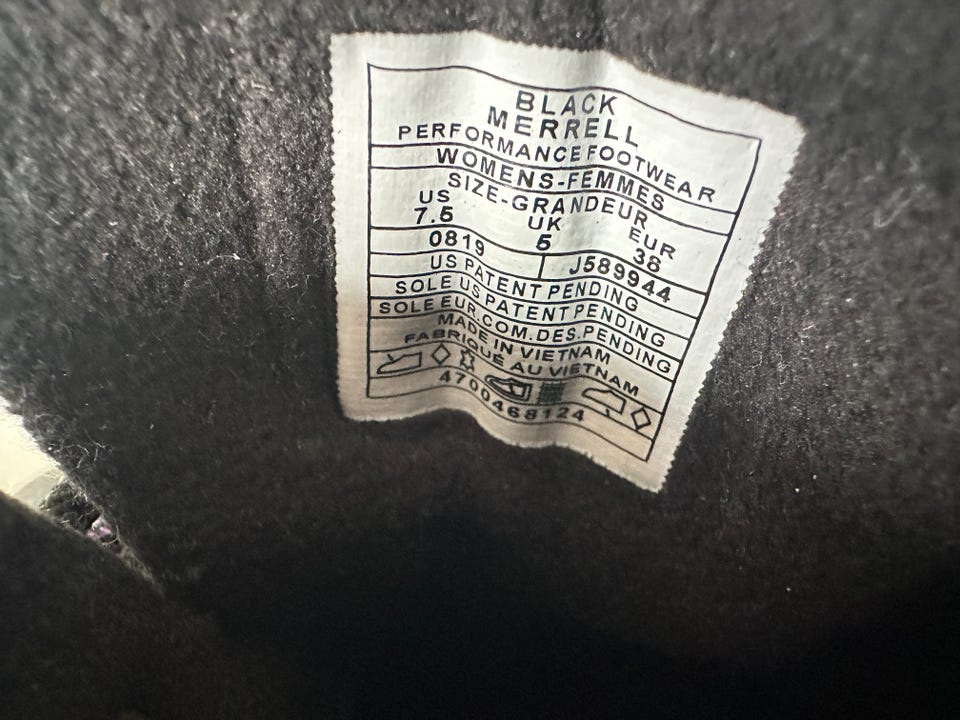 BLACK
MERRELL
PERFORMANCE FOOTWEAR
WOMENS-FEMMES
SIZE-GRANDEUR
US UK EUR
7.5 5 38
0819 J589944
US PATENT PENDING
SOLE US PATENT PENDING
SOLE EUR.COM.DES.PENDING
MADE IN VIETNAM
FABRIQUÉ AU VIETNAM
4700468124